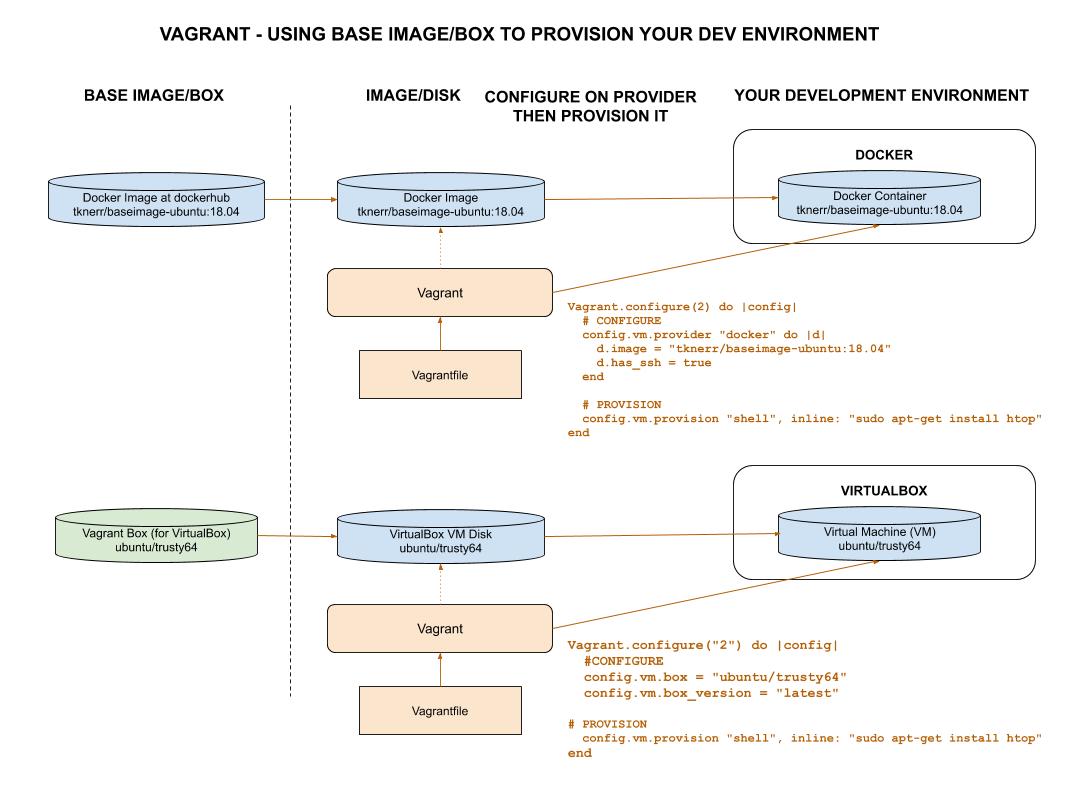 VAGRANT - USING BASE IMAGE/BOX TO PROVISION YOUR DEV ENVIRONMENT
BASE IMAGE/BOX
IMAGE/DISK
CONFIGURE ON PROVIDER
THEN PROVISION IT
YOUR DEVELOPMENT ENVIRONMENT
Docker Image at dockerhub
tknerr/baseimage-ubuntu:18.04
Docker Image
tknerr/baseimage-ubuntu:18.04
DOCKER
Docker Container
tknerr/baseimage-ubuntu:18.04
Vagrant
Vagrantfile
Vagrant.configure(2) do |config|
  # CONFIGURE
  config.vm.provider "docker" do |d|
    d.image = "tknerr/baseimage-ubuntu:18.04"
    d.has_ssh = true
  end
  # PROVISION
  config.vm.provision "shell", inline: "sudo apt-get install htop"
end
Vagrant Box (for VirtualBox)
ubuntu/trusty64
VirtualBox VM Disk
ubuntu/trusty64
VIRTUALBOX
Virtual Machine (VM)
ubuntu/trusty64
Vagrant
Vagrantfile
Vagrant.configure("2") do |config|
  #CONFIGURE
  config.vm.box = "ubuntu/trusty64"
  config.vm.box_version = "latest"
# PROVISION
  config.vm.provision "shell", inline: "sudo apt-get install htop"
end